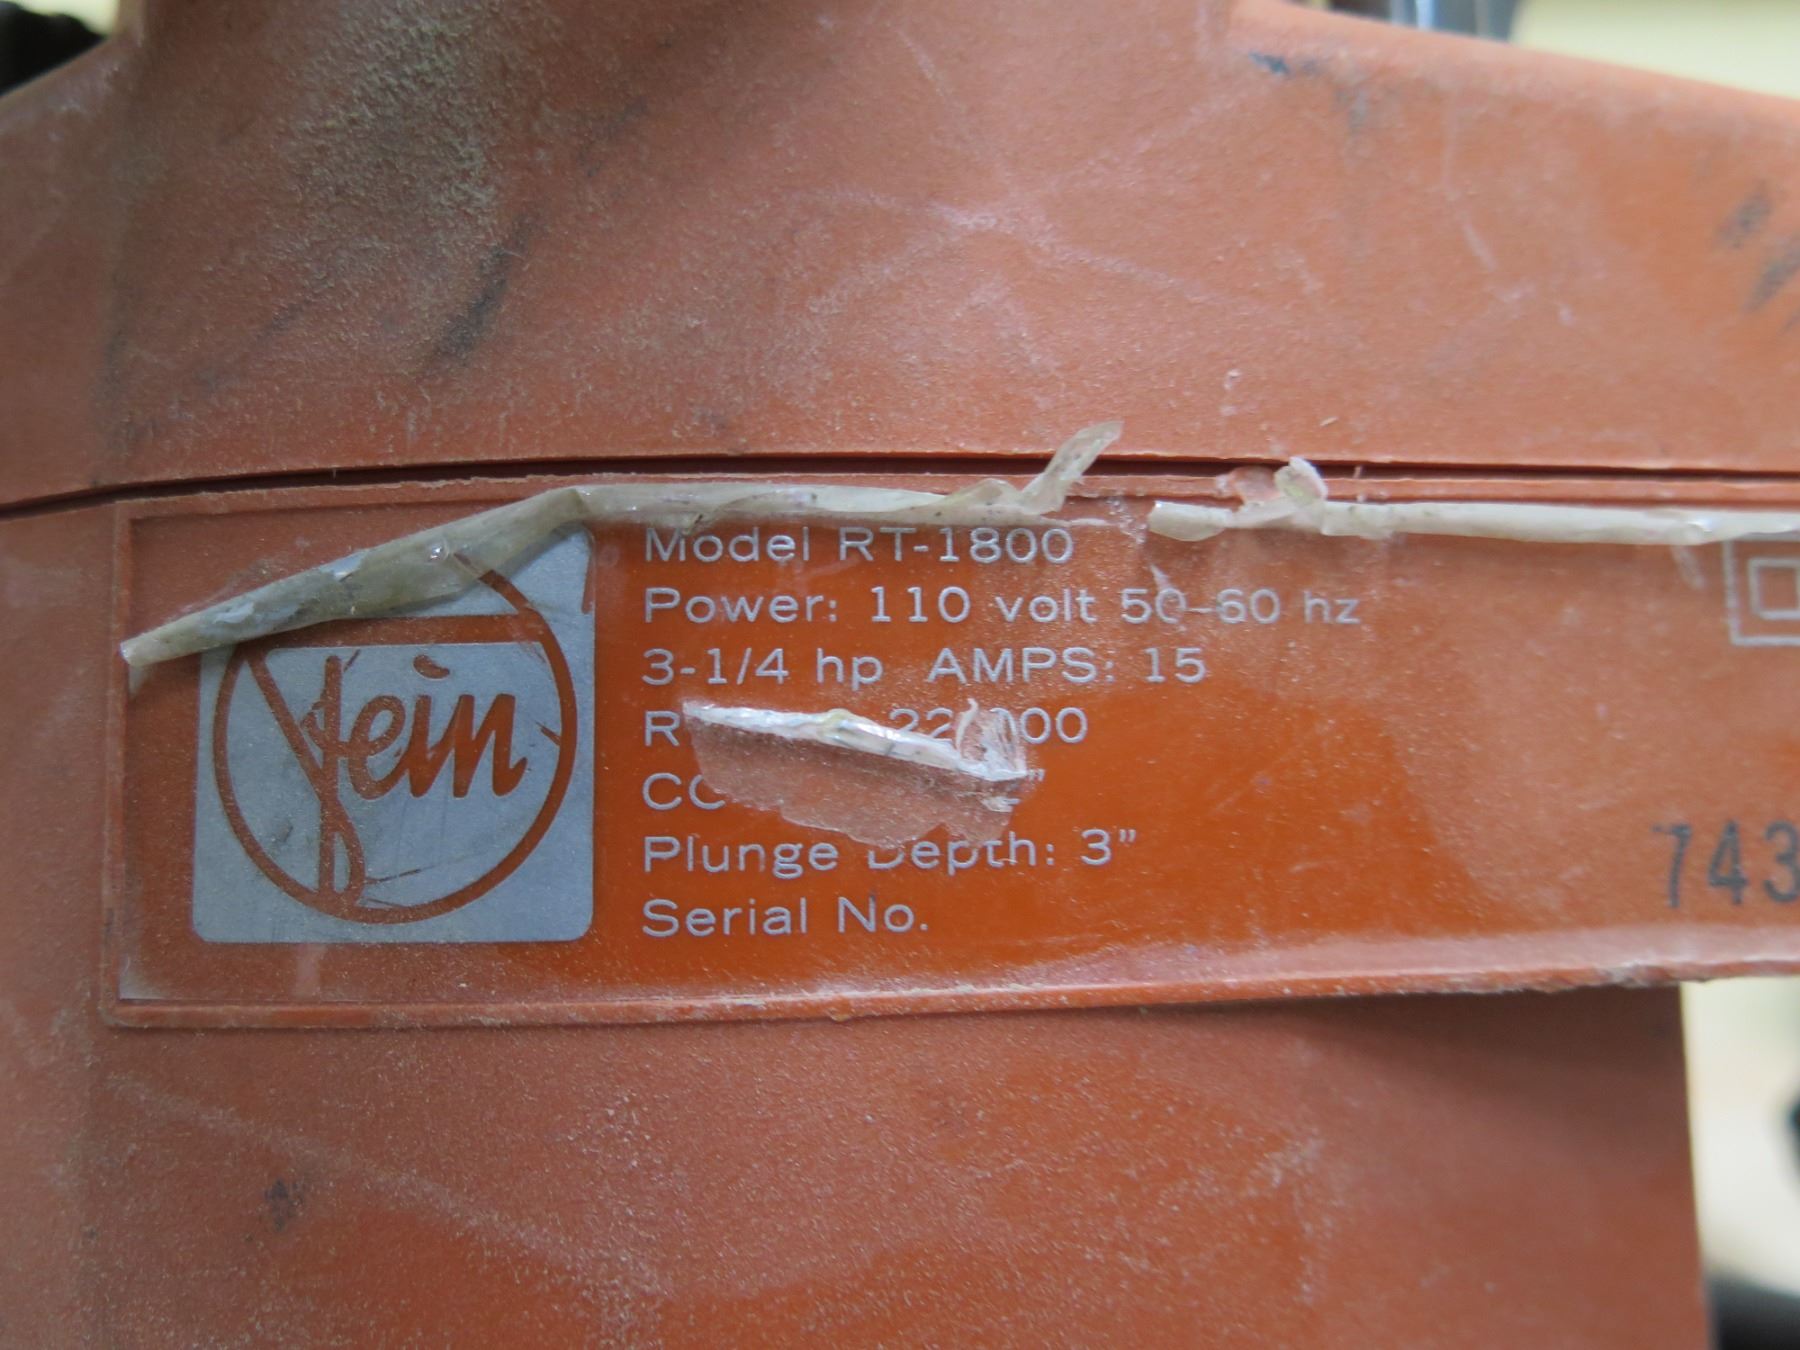 Fein
Model RT-1800
Power: 110 volt 50-60 hz
3-1/4 hp AMPS: 15
Plunge Depth: 3”
Serial No.
743